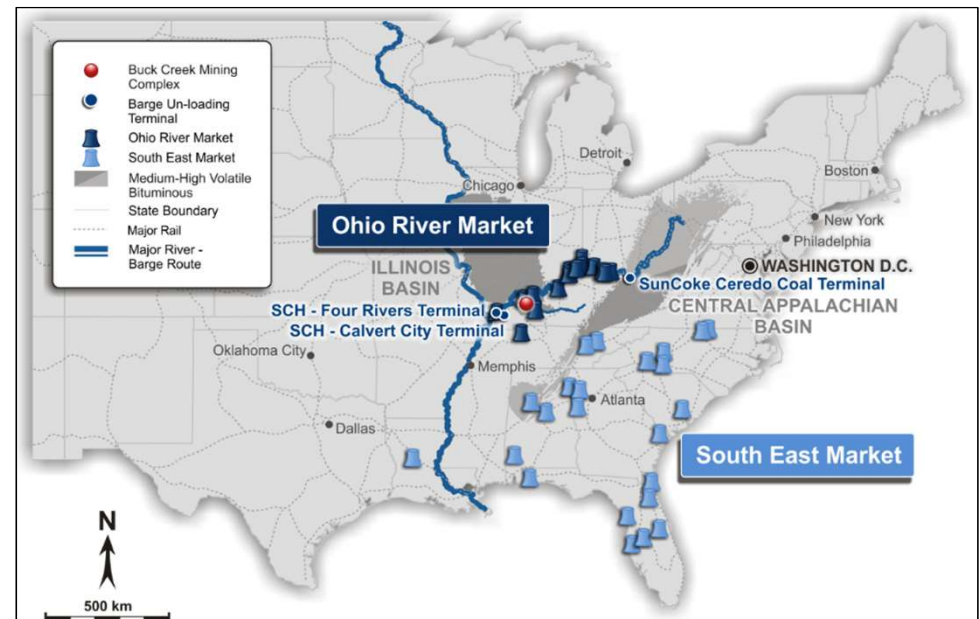 Buck Creek Mining
Complex
Barge Un-loading
Terminal
Ohio River Market
South East Market
Medium-High Volatile
Bituminous
State Boundary
Major Rail
Major River -
Barge Route
Detroit
Chicago
Boston
New York
Philadelphia
Ohio River Market
WASHINGTON D.C.
ILLINOIS
BASIN
SunCoke Ceredo Coal Terminal
CENTRAL APPALACHIAN
BASIN
SCH - Four Rivers Terminal
SCH - Calvert City Terminal
Oklahoma City
Memphis
Atlanta
Dallas
South East Market
N
500 km